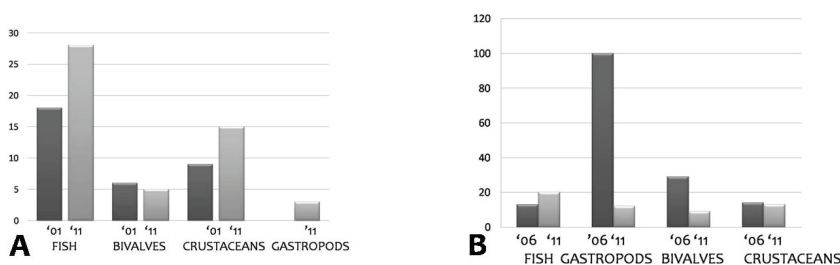 30
25
20
15
10
5
0
‘01 ‘11 ‘01 ‘11 ‘01 ‘11 ’11
FISH BIVALVES CRUSTACEANS GASTROPODS
A
120
100
80
60
40
20
0
‘06 ‘11 ’06 ‘11 ‘06 ‘11 ‘06 ‘11
FISH GASTROPODS BIVALVES CRUSTACEANS
B